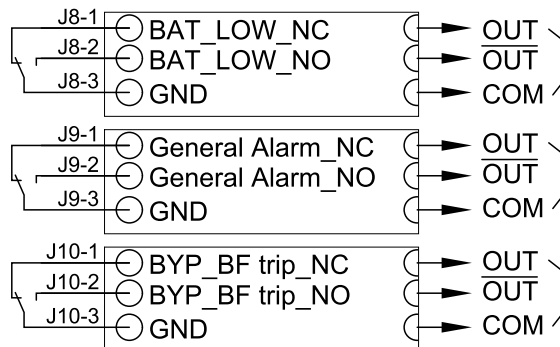 J8-1 BAT_LOW_NC OUT
J8-2 BAT_LOW_NO OUT
J8-3 GND COM
J9-1 General Alarm_NC OUT
J9-2 General Alarm_NO OUT
J9-3 GND COM
J10-1 BYP_BF trip_NC OUT
J10-2 BYP_BF trip_NO OUT
J10-3 GND COM